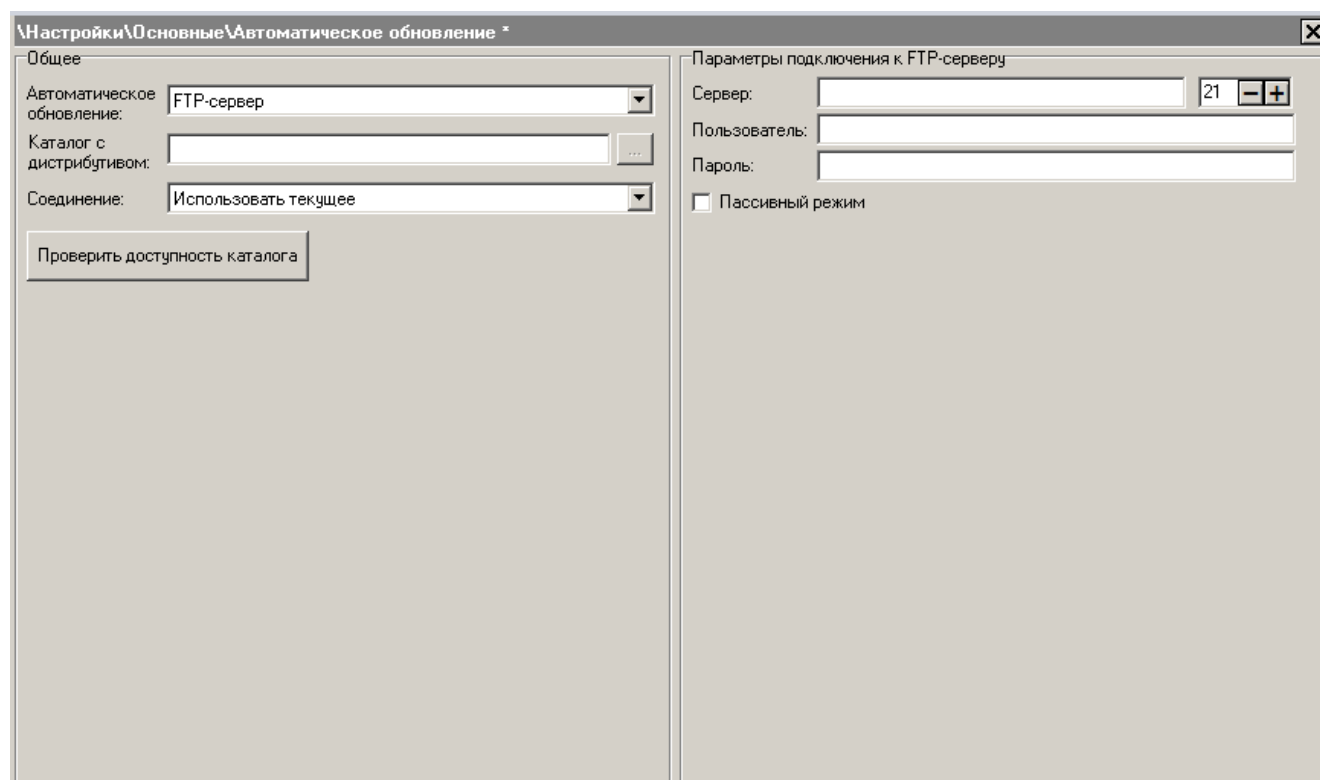 \Настройки\Основные\Автоматическое обновление *
Общее
Автоматическое
обновление:
FTP-сервер
Каталог с
дистрибутивом:
...
Соединение:
Использовать текущее
Проверить доступность каталога
Параметры подключения к FTP-серверу
Сервер:
21
Пользователь:
Пароль:
Пассивный режим